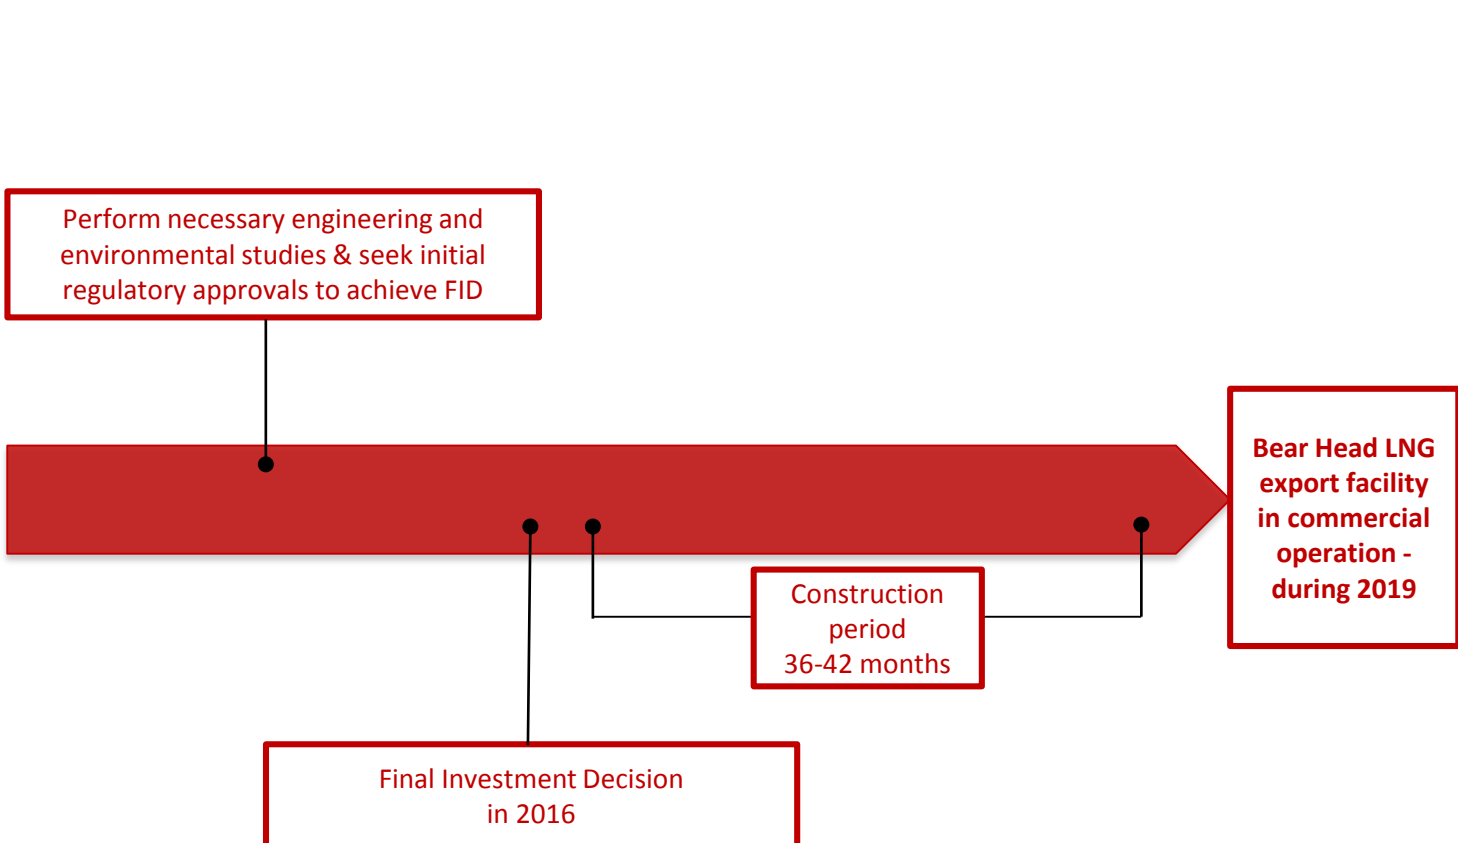 Perform necessary engineering and
environmental studies & seek initial
regulatory approvals to achieve FID
Bear Head LNG
export facility
in commercial
operation -
during 2019
Construction
period
36-42 months
Final Investment Decision
in 2016